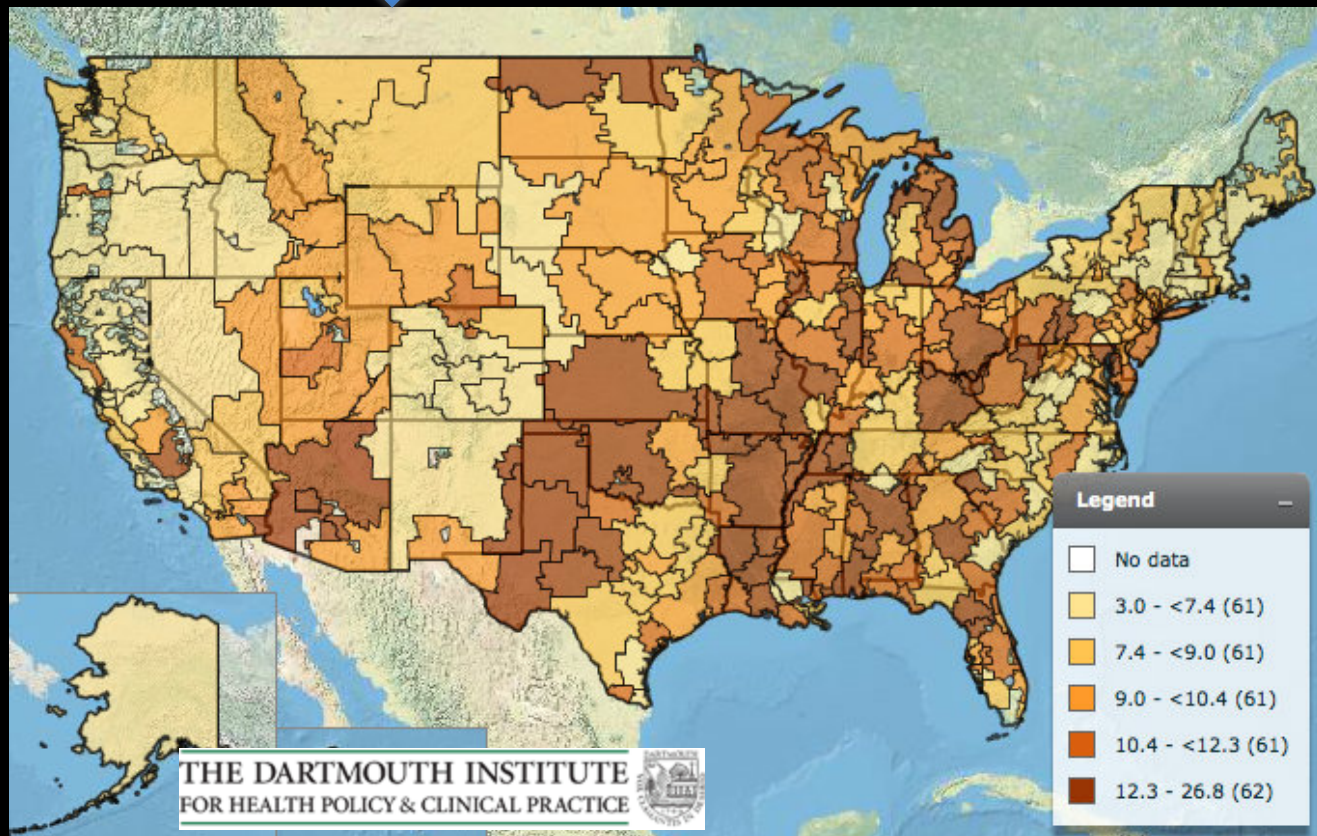 Legend
No data
3.0 - <7.4 (61)
7.4 - <9.0 (61)
9.0 - <10.4 (61)
10.4 - <12.3 (61)
12.3 - 26.8 (62)
THE DARTMOUTH INSTITUTE
FOR HEALTH POLICY & CLINICAL PRACTICE